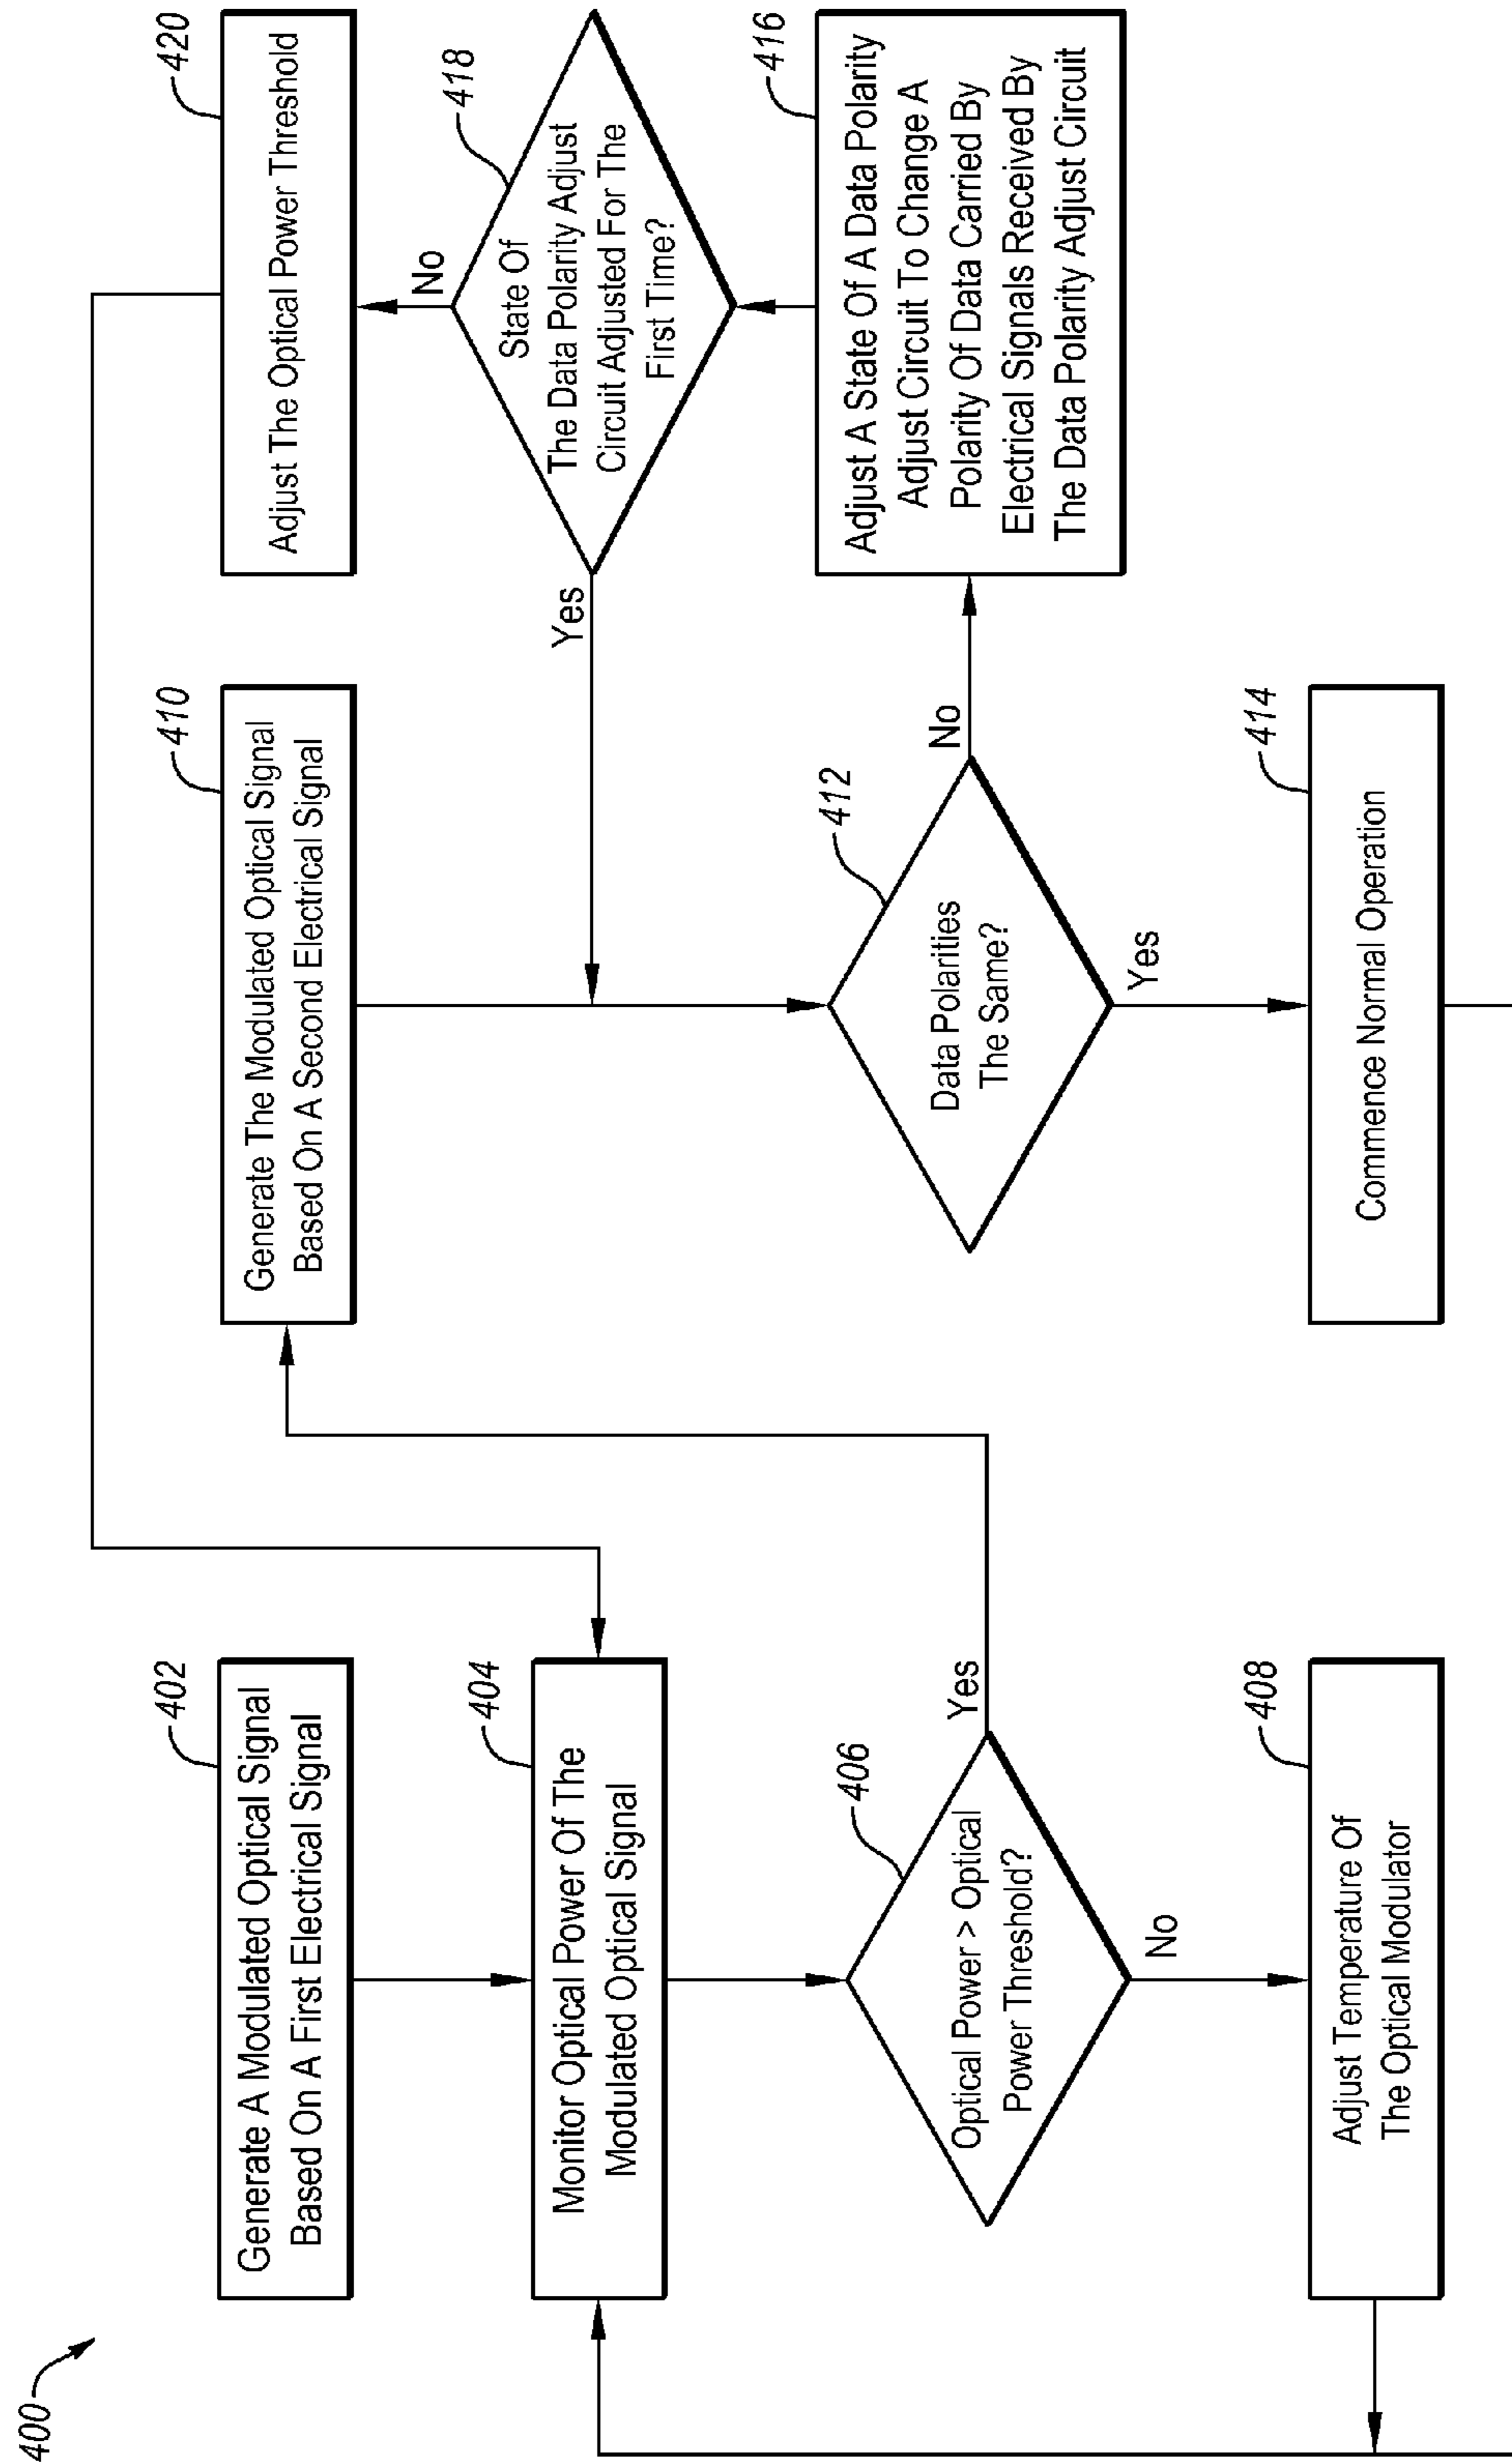 400
402
Generate A Modulated Optical Signal
Based On A First Electrical Signal
404
Monitor Optical Power Of The
Modulated Optical Signal
406
Optical Power > Optical
Power Threshold?
Yes
No
408
Adjust Temperature Of
The Optical Modulator
410
Generate The Modulated Optical Signal
Based On A Second Electrical Signal
412
Data Polarities
The Same?
No
Yes
414
Commence Normal Operation
416
Adjust A State Of A Data Polarity
Adjust Circuit To Change A
Polarity Of Data Carried By
Electrical Signals Received By
The Data Polarity Adjust Circuit
418
State Of
The Data Polarity Adjust
Circuit Adjusted For The
First Time?
Yes
No
420
Adjust The Optical Power Threshold